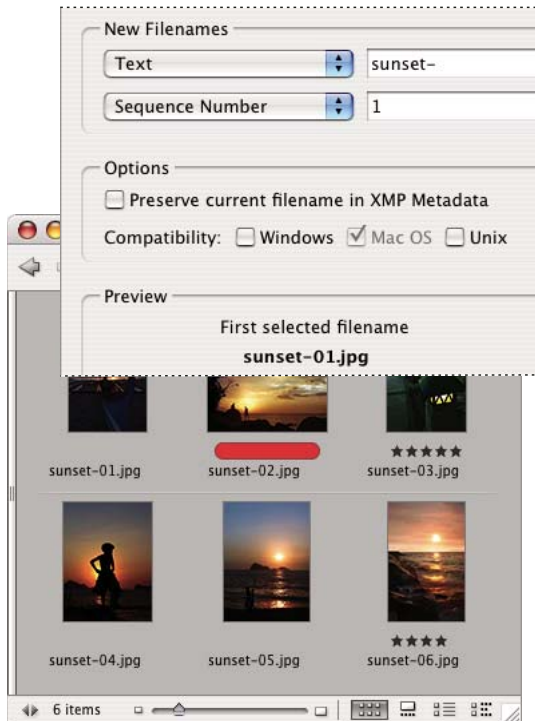 New Filenames
Text sunset-
Sequence Number 1
Options
Preserve current filename in XMP Metadata
Compatibility: Windows Mac OS Unix
Preview
First selected filename
sunset-01.jpg
★★★★★
sunset-01.jpg sunset-02.jpg sunset-03.jpg
★★★★
sunset-04.jpg sunset-05.jpg sunset-06.jpg
6 items